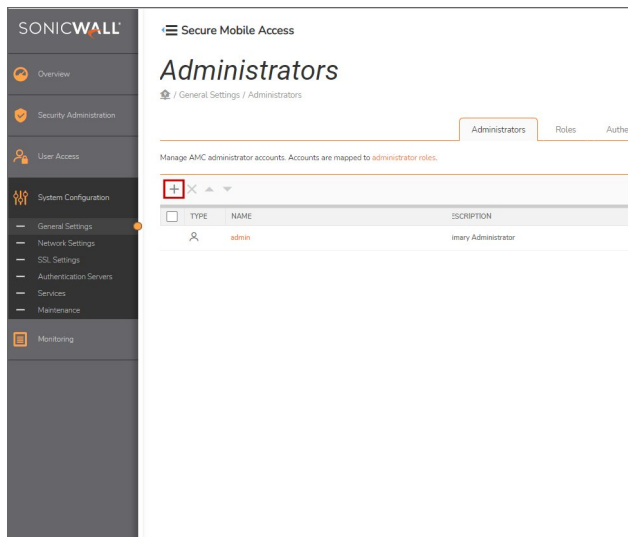 SONICWALL
Secure Mobile Access
Administrators
/ General Settings / Administrators
Overview
Security Administration
User Access
System Configuration
General Settings
Network Settings
SSL Settings
Authentication Servers
Services
Maintenance
Monitoring
Administrators Roles Authe
Manage AMC administrator accounts. Accounts are mapped to administrator roles.
TYPE NAME ESCRIPTION
admin imary Administrator